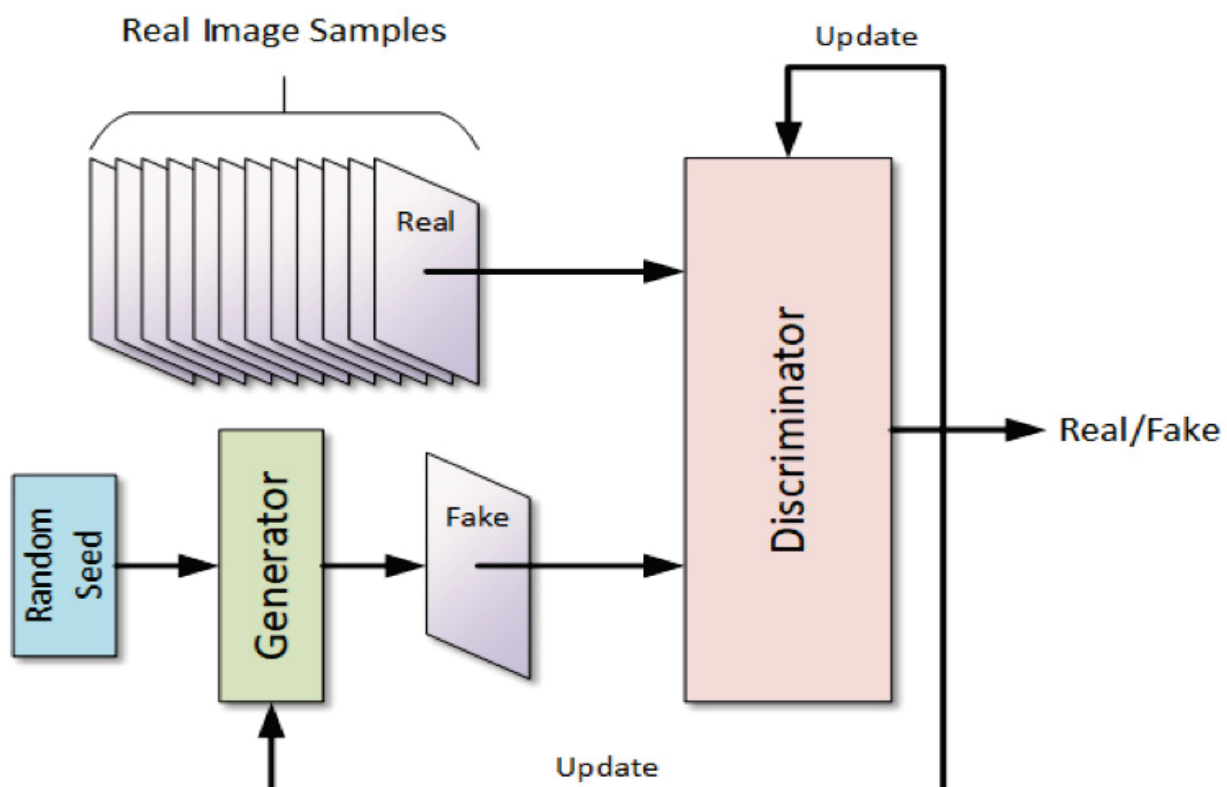 Real Image Samples
Update
Real
Discriminator
Real/Fake
Random
Seed
Generator
Fake
Update